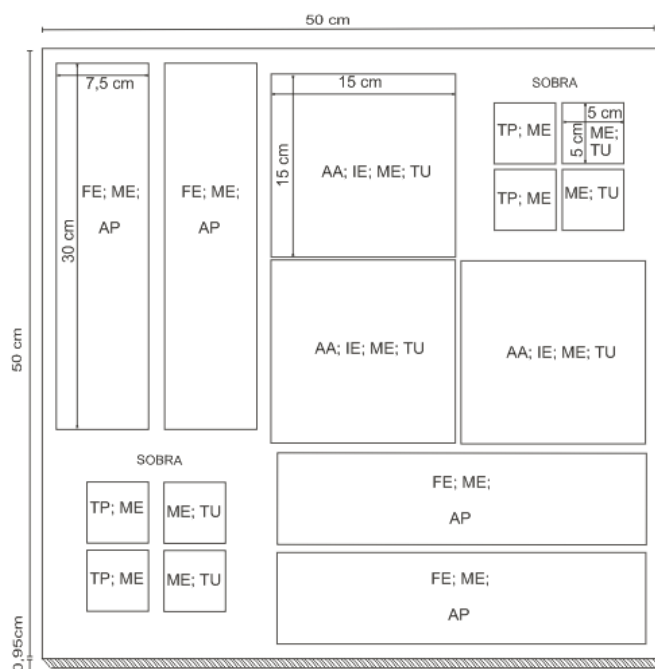 50 cm
7,5 cm
30 cm
FE; ME;
AP
FE; ME;
AP
15 cm
15 cm
AA; IE; ME; TU
SOBRA
TP; ME
5 cm
5 cm
ME;
TU
TP; ME
ME; TU
50 cm
AA; IE; ME; TU
AA; IE; ME; TU
SOBRA
TP; ME
ME; TU
TP; ME
ME; TU
FE; ME;
AP
FE; ME;
AP
0,95cm